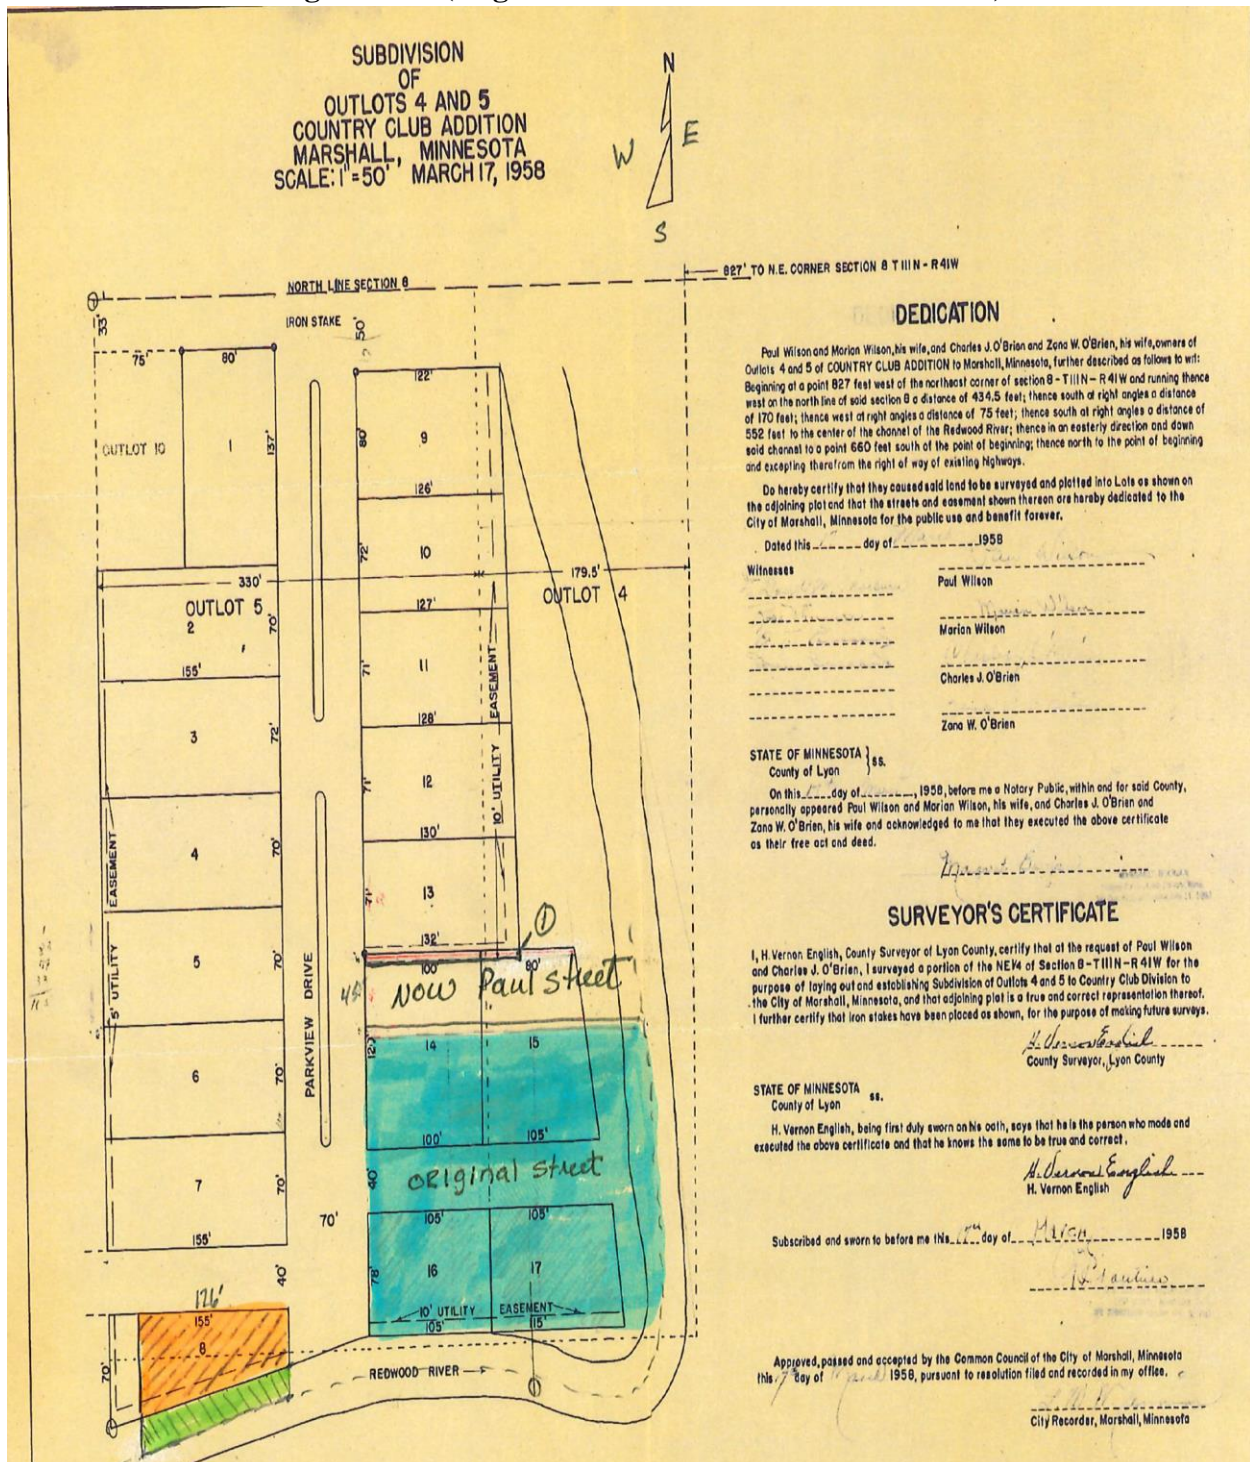 SUBDIVISION
OF
OUTLOTS 4 AND 5
COUNTRY CLUB ADDITION
MARSHALL, MINNESOTA
SCALE: 1"=50' MARCH 17, 1958
N
W
E
S
827' TO N.E. CORNER SECTION 8 T111N-R41W
NORTH LINE SECTION 8
33'
IRON STAKE
50'
75'
80'
122'
OUTLOT 10
1
137'
80'
9
126'
72'
10
330'
179.5'
OUTLOT 5
OUTLOT 4
2
70'
127'
155'
71'
11
EASEMENT
128'
3
72'
71'
12
10' UTILITY
130'
4
70'
EASEMENT
71'
13
132'
1
5
70'
5' UTILITY
PARKVIEW DRIVE
100'
80'
NOW Paul Street
120'
14
15
6
70'
100'
105'
ORIGINAL Street
40'
7
70'
70'
155'
105'
105'
40'
16
17
78'
126'
155'
8
10' UTILITY EASEMENT
105'
115'
70'
REDWOOD RIVER
DEDICATION
Paul Wilson and Marion Wilson, his wife, and Charles J. O'Brien and Zana W. O'Brien, his wife, owners of
Outlots 4 and 5 of COUNTRY CLUB ADDITION to Marshall, Minnesota, further described as follows to wit:
Beginning at a point 827 feet west of the northeast corner of section 8-T111N-R41W and running thence
west on the north line of said section 8 a distance of 434.5 feet; thence south at right angles a distance
of 170 feet; thence west at right angles a distance of 75 feet; thence south at right angles a distance of
552 feet to the center of the channel of the Redwood River; thence in an easterly direction and down
said channel to a point 660 feet south of the point of beginning; thence north to the point of beginning
and excepting therefrom the right of way of existing highways.
Do hereby certify that they caused said land to be surveyed and platted into Lots as shown on
the adjoining plat and that the streets and easement shown thereon are hereby dedicated to the
City of Marshall, Minnesota for the public use and benefit forever.
Dated this day of 1958
Witnesses
Paul Wilson
Marion Wilson
Charles J. O'Brien
Zana W. O'Brien
STATE OF MINNESOTA } ss.
County of Lyon
On this day of , 1958, before me a Notary Public, within and for said County,
personally appeared Paul Wilson and Marion Wilson, his wife, and Charles J. O'Brien and
Zana W. O'Brien, his wife and acknowledged to me that they executed the above certificate
as their free act and deed.
SURVEYOR'S CERTIFICATE
I, H. Vernon English, County Surveyor of Lyon County, certify that at the request of Paul Wilson
and Charles J. O'Brien, I surveyed a portion of the NE¼ of Section 8-T111N-R41W for the
purpose of laying out and establishing Subdivision of Outlots 4 and 5 to Country Club Division to
the City of Marshall, Minnesota, and that adjoining plat is a true and correct representation thereof.
I further certify that iron stakes have been placed as shown, for the purpose of making future surveys.
H. Vernon English
County Surveyor, Lyon County
STATE OF MINNESOTA ss.
County of Lyon
H. Vernon English, being first duly sworn on his oath, says that he is the person who made and
executed the above certificate and that he knows the same to be true and correct.
H. Vernon English
H. Vernon English
Subscribed and sworn to before me this 17th day of March 1958
Approved, passed and accepted by the Common Council of the City of Marshall, Minnesota
this 17 day of 1958, pursuant to resolution filed and recorded in my office.
City Recorder, Marshall, Minnesota